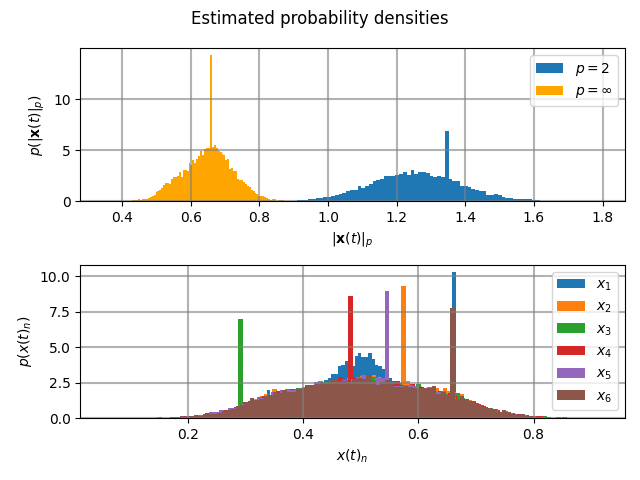 Estimated probability densities
p(|𝐱(t)|ₚ)
10
5
0
p = 2
p = ∞
0.4 0.6 0.8 1.0 1.2 1.4 1.6 1.8
|𝐱(t)|ₚ
p(x(t)ₙ)
10.0
7.5
5.0
2.5
0.0
x₁
x₂
x₃
x₄
x₅
x₆
0.2 0.4 0.6 0.8
x(t)ₙ